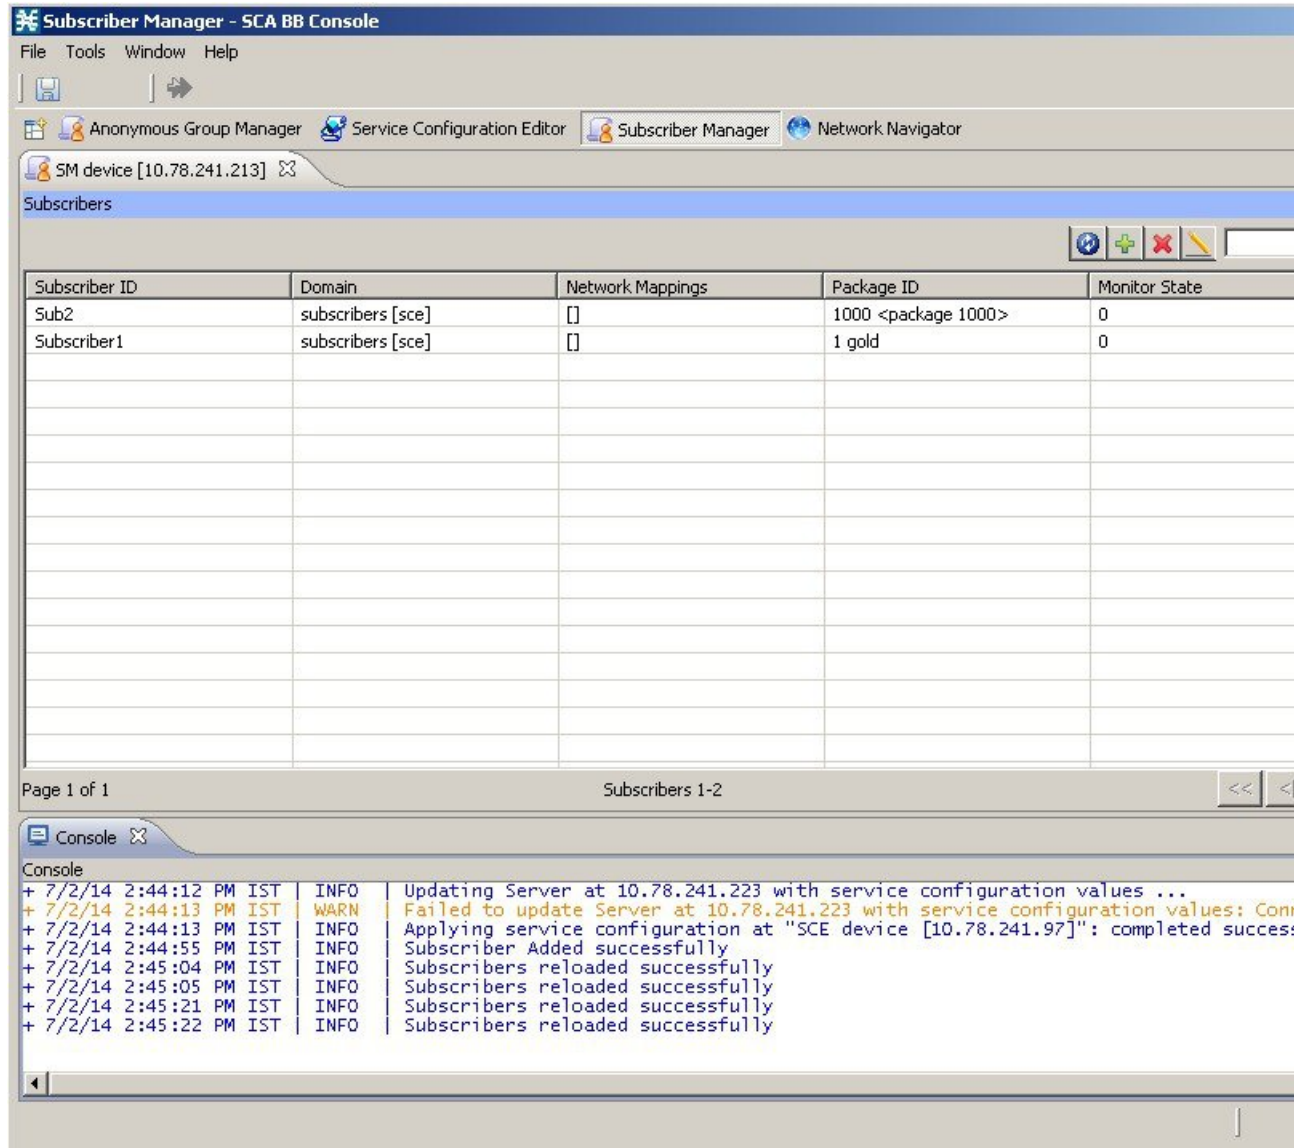 Subscriber Manager - SCA BB Console
File Tools Window Help
Anonymous Group Manager Service Configuration Editor Subscriber Manager Network Navigator
SM device [10.78.241.213]
Subscribers
Subscriber ID Domain Network Mappings Package ID Monitor State
Sub2 subscribers [sce] [] 1000 <package 1000> 0
Subscriber1 subscribers [sce] [] 1 gold 0
Page 1 of 1 Subscribers 1-2 << <
Console
Console
+ 7/2/14 2:44:12 PM IST | INFO | Updating Server at 10.78.241.223 with service configuration values ...
+ 7/2/14 2:44:13 PM IST | WARN | Failed to update Server at 10.78.241.223 with service configuration values: Conn
+ 7/2/14 2:44:13 PM IST | INFO | Applying service configuration at "SCE device [10.78.241.97]": completed success
+ 7/2/14 2:44:55 PM IST | INFO | Subscriber Added successfully
+ 7/2/14 2:45:04 PM IST | INFO | Subscribers reloaded successfully
+ 7/2/14 2:45:05 PM IST | INFO | Subscribers reloaded successfully
+ 7/2/14 2:45:21 PM IST | INFO | Subscribers reloaded successfully
+ 7/2/14 2:45:22 PM IST | INFO | Subscribers reloaded successfully